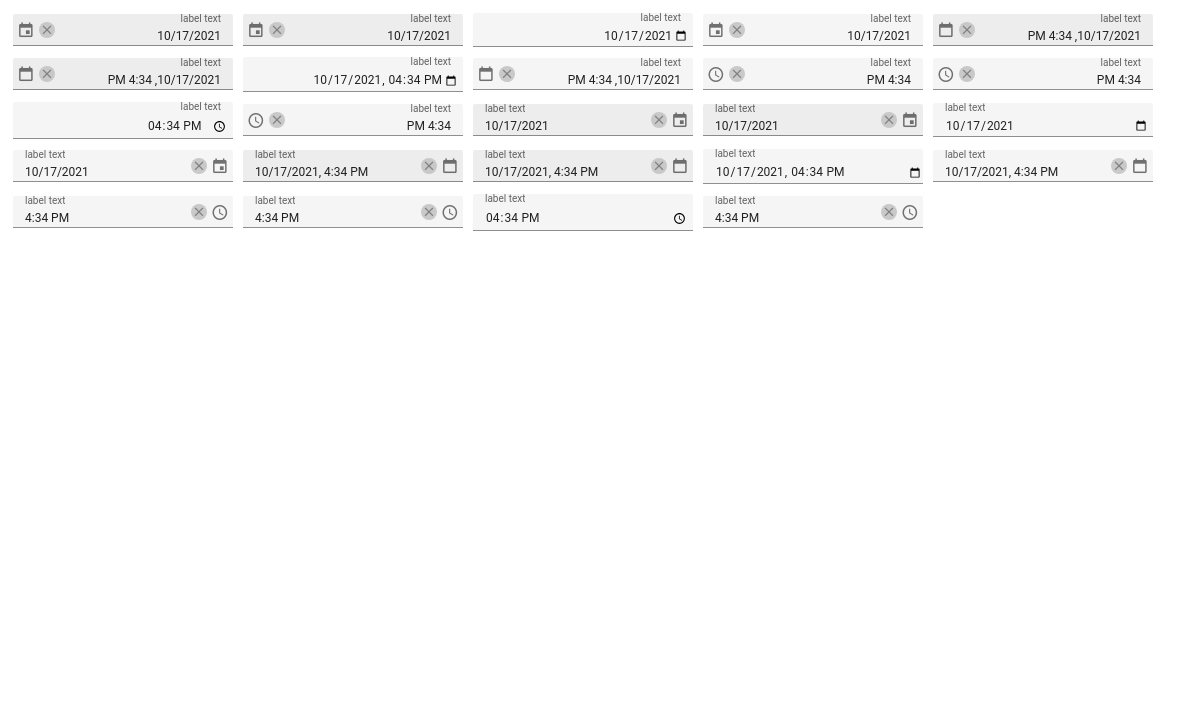 label text
10/17/2021
label text
10/17/2021
label text
10/17/2021
label text
10/17/2021
label text
PM 4:34 ,10/17/2021
label text
PM 4:34 ,10/17/2021
label text
10/17/2021, 04:34 PM
label text
PM 4:34 ,10/17/2021
label text
PM 4:34
label text
PM 4:34
label text
04:34 PM
label text
PM 4:34
label text
10/17/2021
label text
10/17/2021
label text
10/17/2021
label text
10/17/2021
label text
10/17/2021, 4:34 PM
label text
10/17/2021, 4:34 PM
label text
10/17/2021, 04:34 PM
label text
10/17/2021, 4:34 PM
label text
4:34 PM
label text
4:34 PM
label text
04:34 PM
label text
4:34 PM